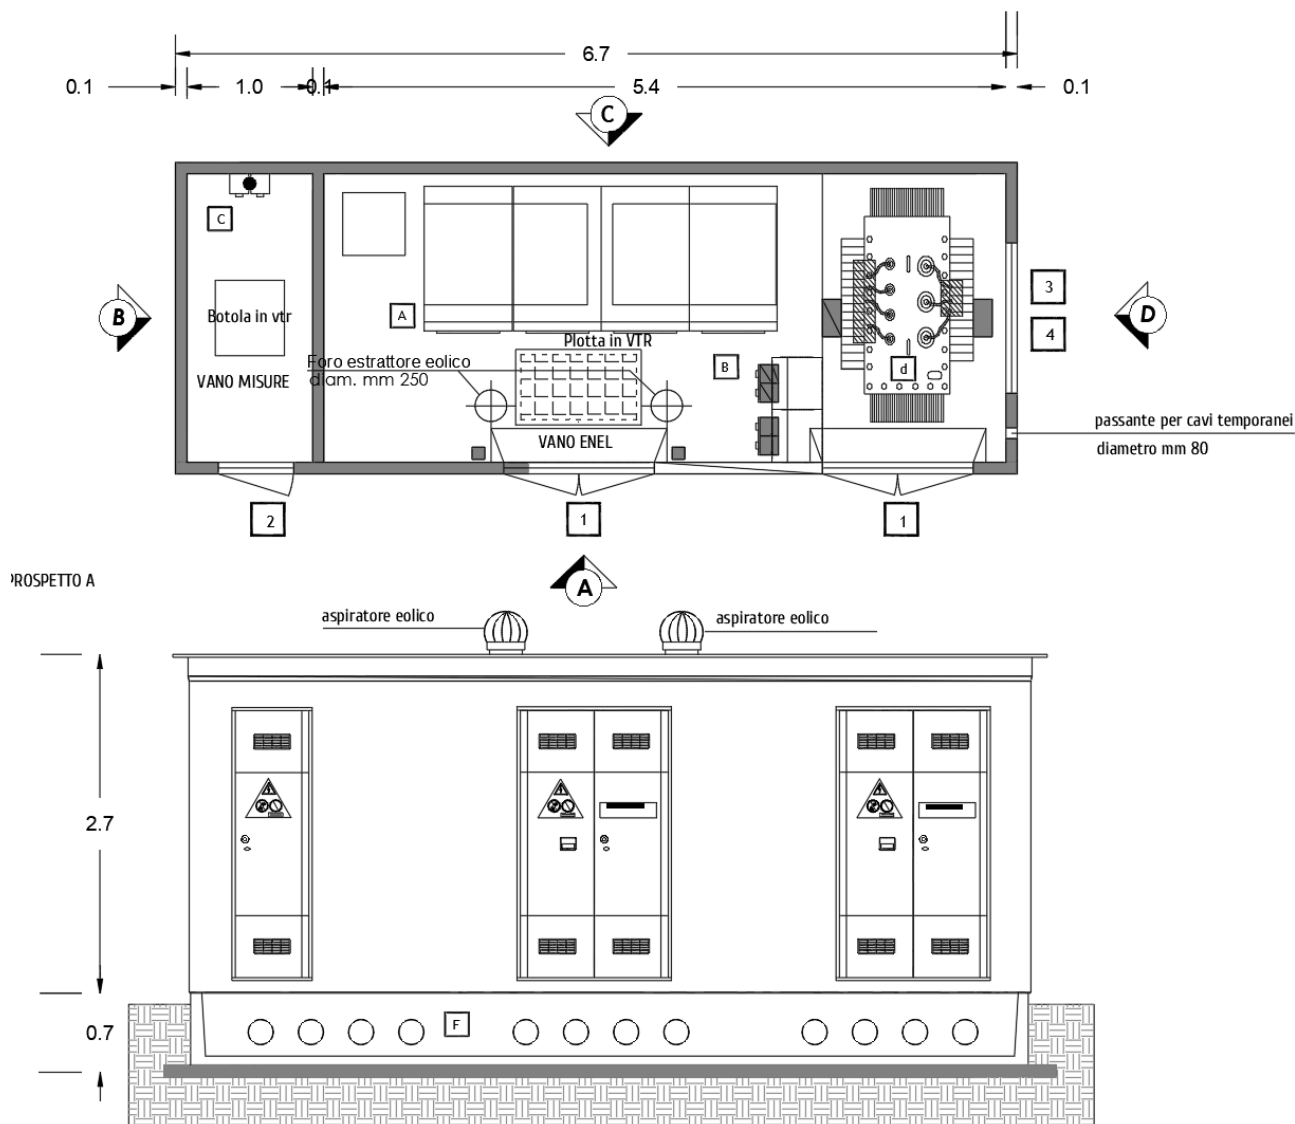 6.7
0.1
1.0
0.1
5.4
0.1
C
C
A
B
d
3
4
B
D
Botola in vtr
Plotta in VTR
Foro estrattore eolico
diam. mm 250
VANO MISURE
VANO ENEL
passante per cavi temporanei
diametro mm 80
2
1
1
A
PROSPETTO A
aspiratore eolico
aspiratore eolico
2.7
0.7
F